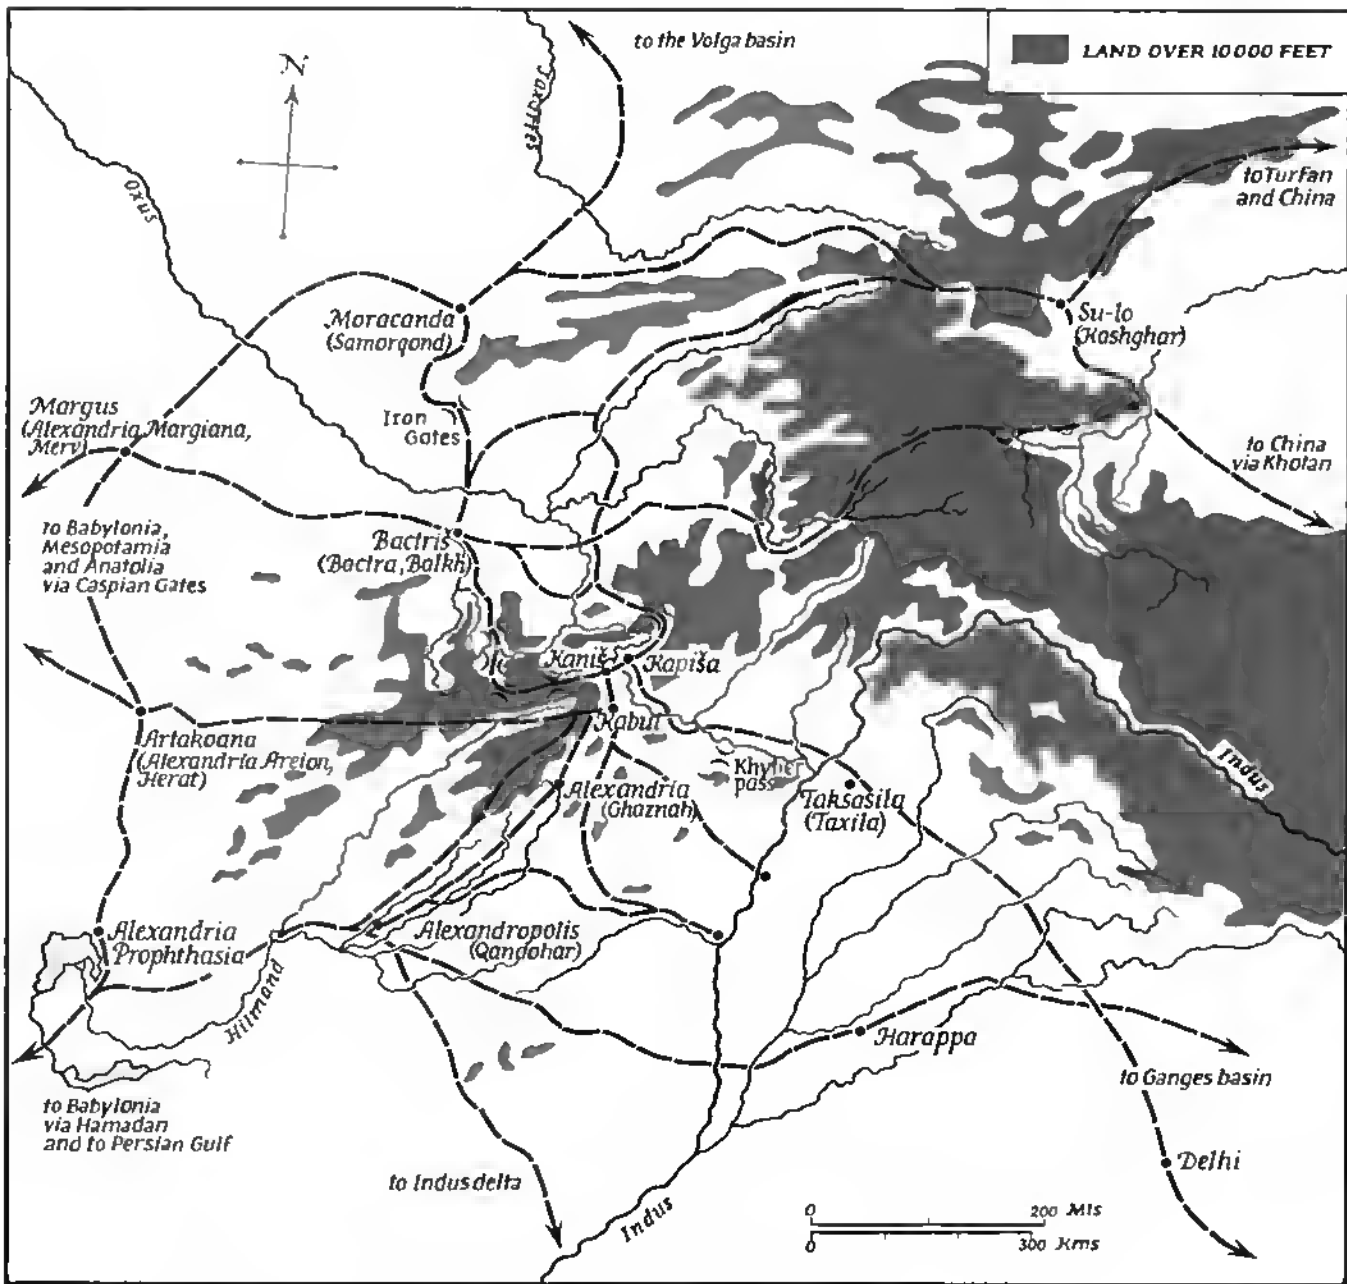 to the Volga basin
LAND OVER 10 000 FEET
N
Jaxartes
Oxus
to Turfan
and China
Maracanda
(Samarqand)
Su-lo
(Kashghar)
Margus
(Alexandria Margiana,
Merv)
Iron
Gates
to China
via Khotan
to Babylonia,
Mesopotamia
and Anatolia
via Caspian Gates
Bactris
(Bactra, Balkh)
Kaniš
Kapiša
Artakoana
(Alexandria Areion,
Herat)
Kabul
Khyber
pass
Indus
Alexandria
(Ghaznah)
Taksašila
(Taxila)
Alexandria
Prophthasia
Alexandropolis
(Qandahar)
Hilmand
Harappa
to Ganges basin
to Babylonia
via Hamadan
and to Persian Gulf
Delhi
to Indus delta
Indus
0 200 Mls
0 300 Kms